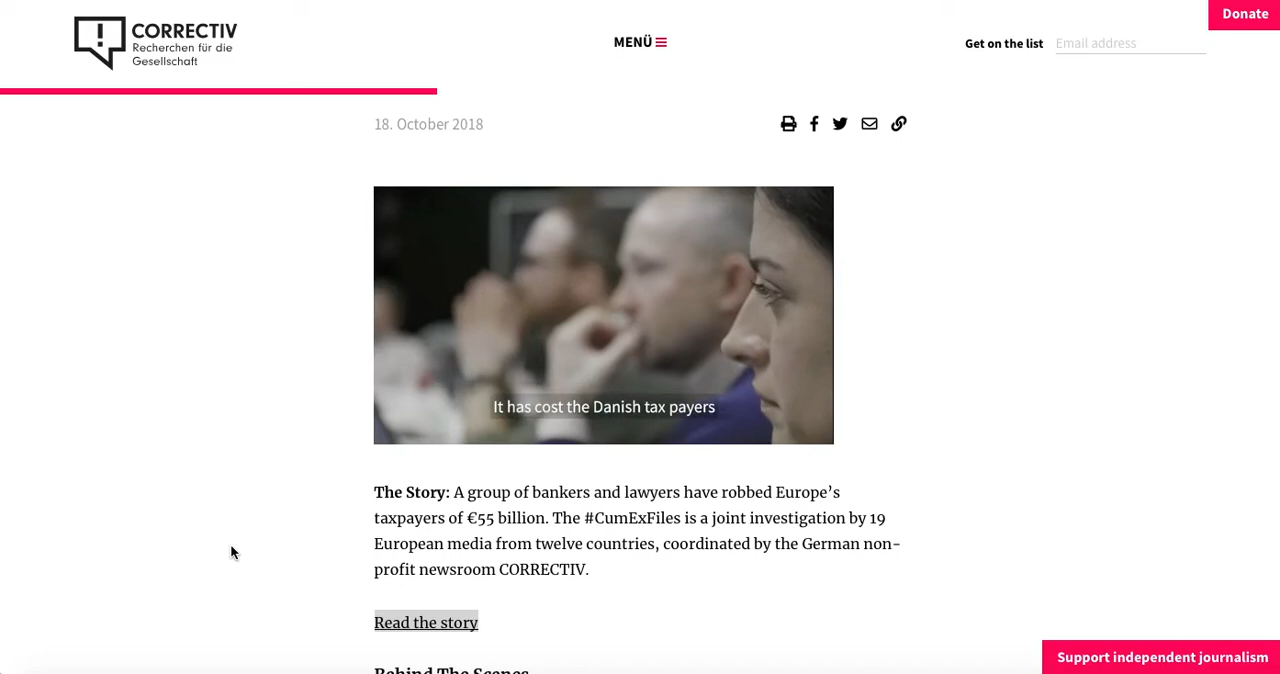 CORRECTIV
Recherchen für die
Gesellschaft
MENÜ
Get on the list
Email address
Donate
18. October 2018
It has cost the Danish tax payers
The Story: A group of bankers and lawyers have robbed Europe’s
taxpayers of €55 billion. The #CumExFiles is a joint investigation by 19
European media from twelve countries, coordinated by the German non-
profit newsroom CORRECTIV.
Read the story
Behind The Scenes
Support independent journalism